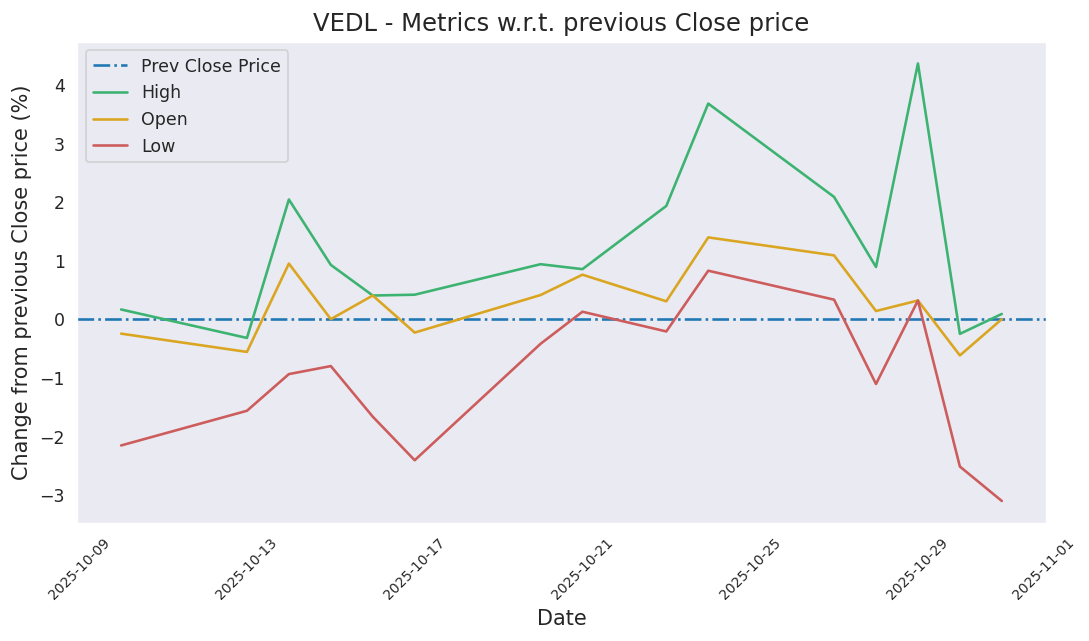 VEDL - Metrics w.r.t. previous Close price
Prev Close Price
High
Open
Low
Change from previous Close price (%)
4
3
2
1
0
−1
−2
−3
2025-10-09
2025-10-13
2025-10-17
2025-10-21
2025-10-25
2025-10-29
2025-11-01
Date